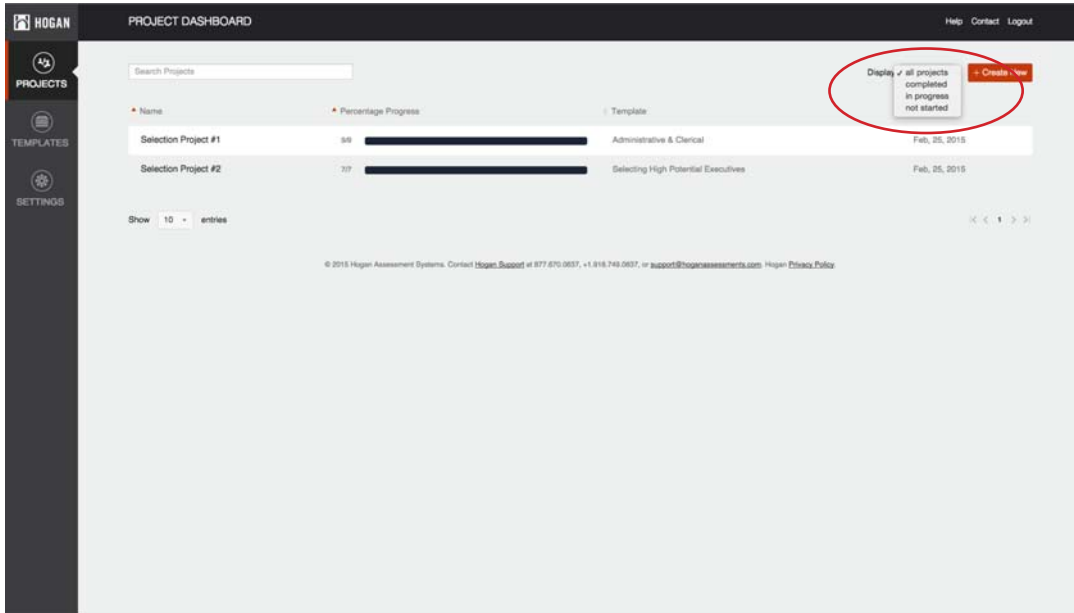 HOGAN
PROJECT DASHBOARD
Help Contact Logout
PROJECTS
TEMPLATES
SETTINGS
Search Projects
Display ✓ all projects
completed
in progress
not started
+ Create New
Name Percentage Progress Template
Selection Project #1 9/9 Administrative & Clerical Feb, 25, 2015
Selection Project #2 7/7 Selecting High Potential Executives Feb, 25, 2015
Show 10 entries
1
© 2015 Hogan Assessment Systems. Contact Hogan Support at 877.670.0637, +1.918.749.0637, or support@hoganassessments.com. Hogan Privacy Policy.